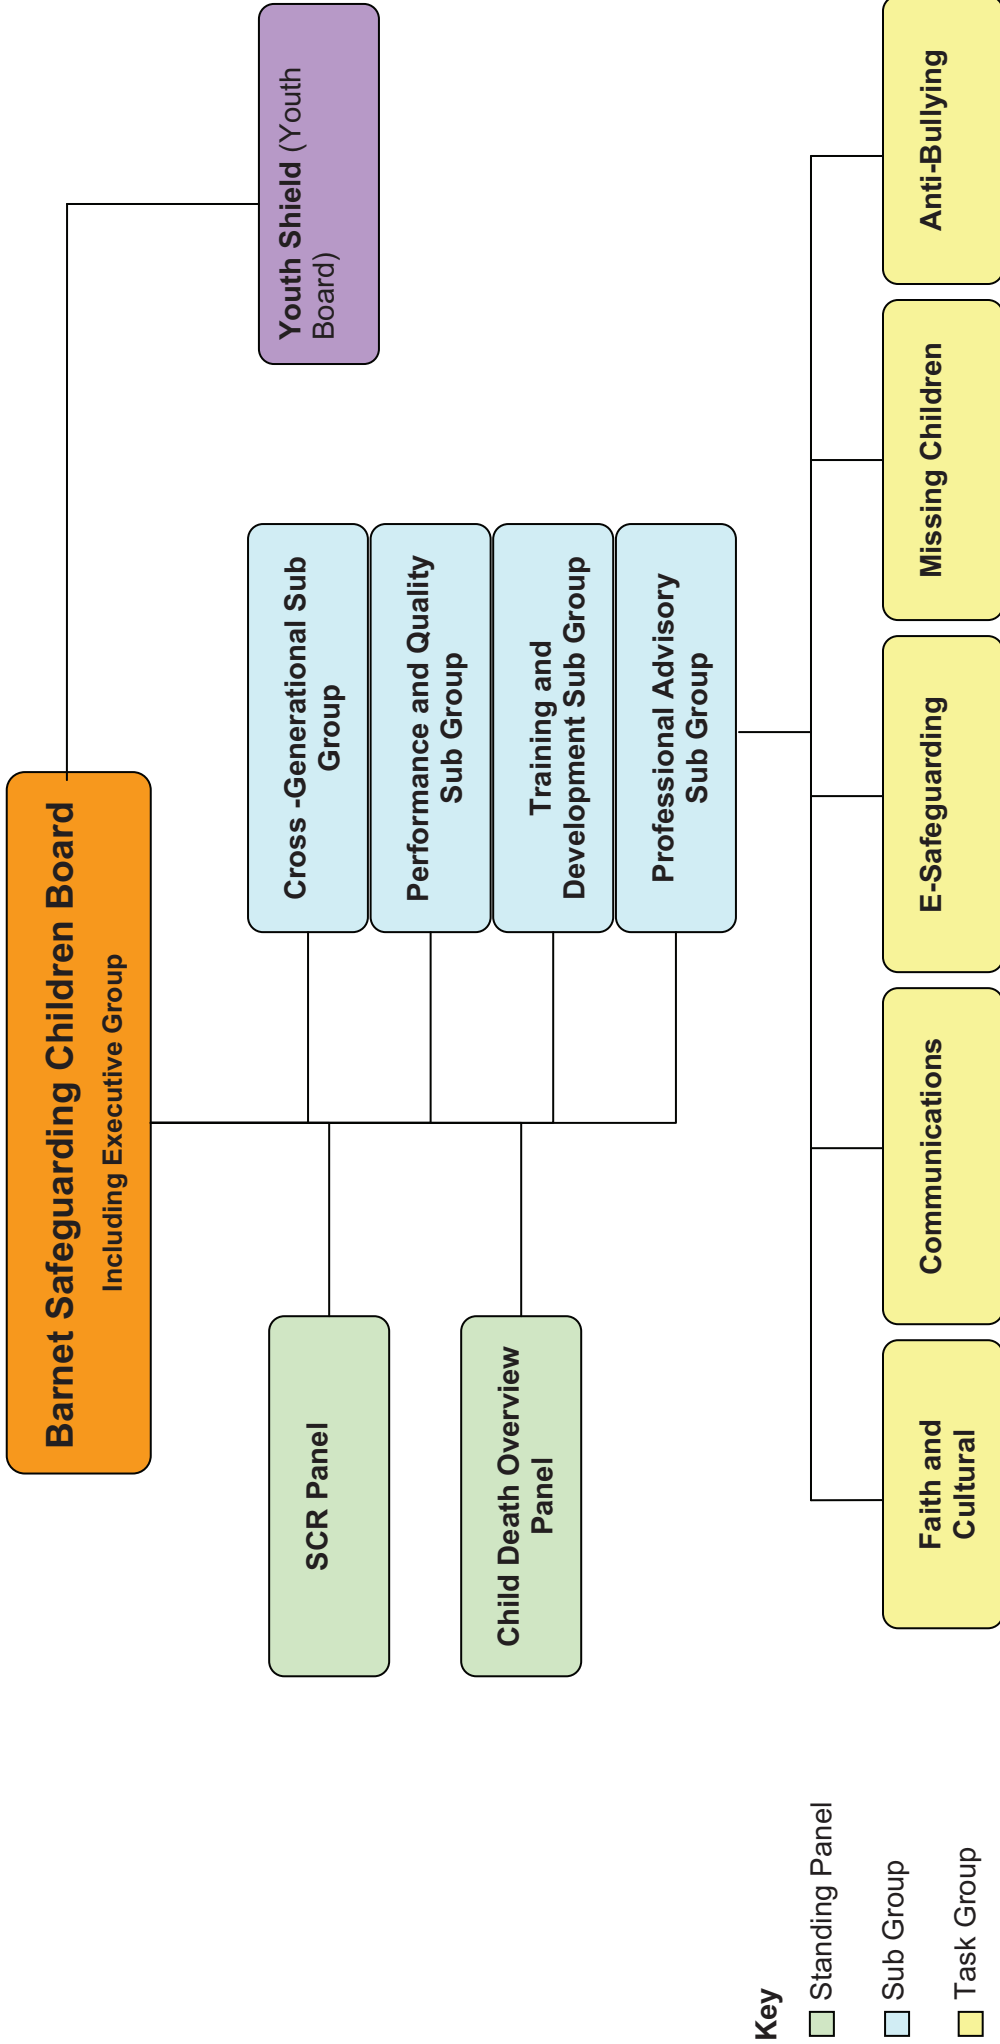 Barnet Safeguarding Children Board
Including Executive Group
Youth Shield (Youth
Board)
SCR Panel
Child Death Overview
Panel
Cross -Generational Sub
Group
Performance and Quality
Sub Group
Training and
Development Sub Group
Professional Advisory
Sub Group
Faith and
Cultural
Communications
E-Safeguarding
Missing Children
Anti-Bullying
Key
Standing Panel
Sub Group
Task Group